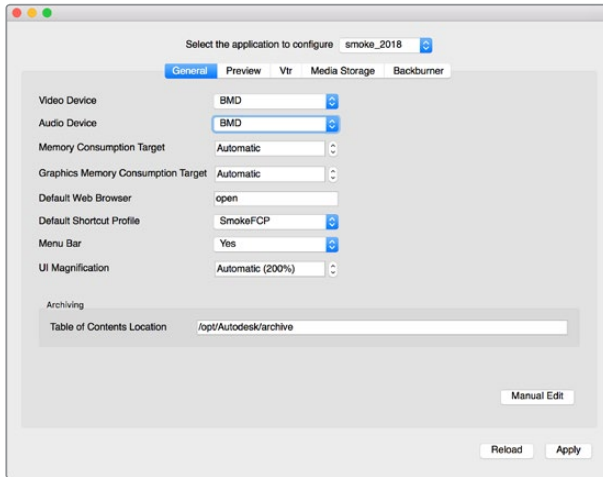 Select the application to configure smoke_2018
General Preview Vtr Media Storage Backburner
Video Device BMD
Audio Device BMD
Memory Consumption Target Automatic
Graphics Memory Consumption Target Automatic
Default Web Browser open
Default Shortcut Profile SmokeFCP
Menu Bar Yes
UI Magnification Automatic (200%)
Archiving
Table of Contents Location /opt/Autodesk/archive
Manual Edit
Reload Apply